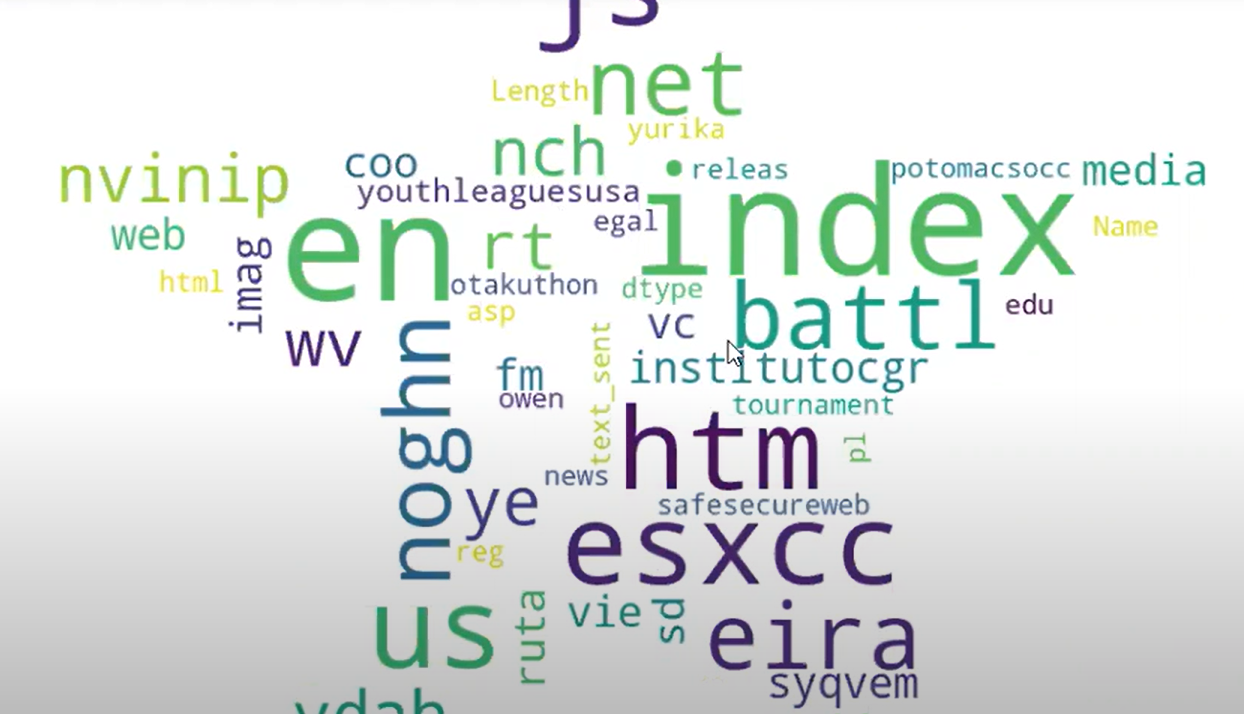 js
Length
net
yurika
nch
nvinip
coo
releas
potomacsocc
media
youthleaguesusa
index
egal
Name
web
imag
en
rt
html
otakuthon
dtype
asp
battl
edu
wv
vc
noghn
text_sent
institutocgr
fm
owen
tournament
htm
pl
news
ye
safesecureweb
reg
esxcc
us
ruta
vie
sd
eira
syqvem
ydah